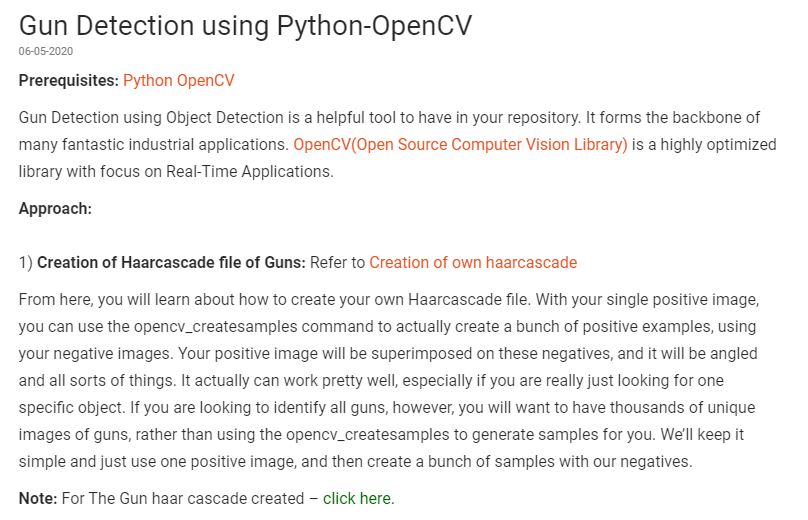 Gun Detection using Python-OpenCV
06-05-2020
Prerequisites: Python OpenCV
Gun Detection using Object Detection is a helpful tool to have in your repository. It forms the backbone of
many fantastic industrial applications. OpenCV(Open Source Computer Vision Library) is a highly optimized
library with focus on Real-Time Applications.
Approach:
1) Creation of Haarcascade file of Guns: Refer to Creation of own haarcascade
From here, you will learn about how to create your own Haarcascade file. With your single positive image,
you can use the opencv_createsamples command to actually create a bunch of positive examples, using
your negative images. Your positive image will be superimposed on these negatives, and it will be angled
and all sorts of things. It actually can work pretty well, especially if you are really just looking for one
specific object. If you are looking to identify all guns, however, you will want to have thousands of unique
images of guns, rather than using the opencv_createsamples to generate samples for you. We’ll keep it
simple and just use one positive image, and then create a bunch of samples with our negatives.
Note: For The Gun haar cascade created – click here.